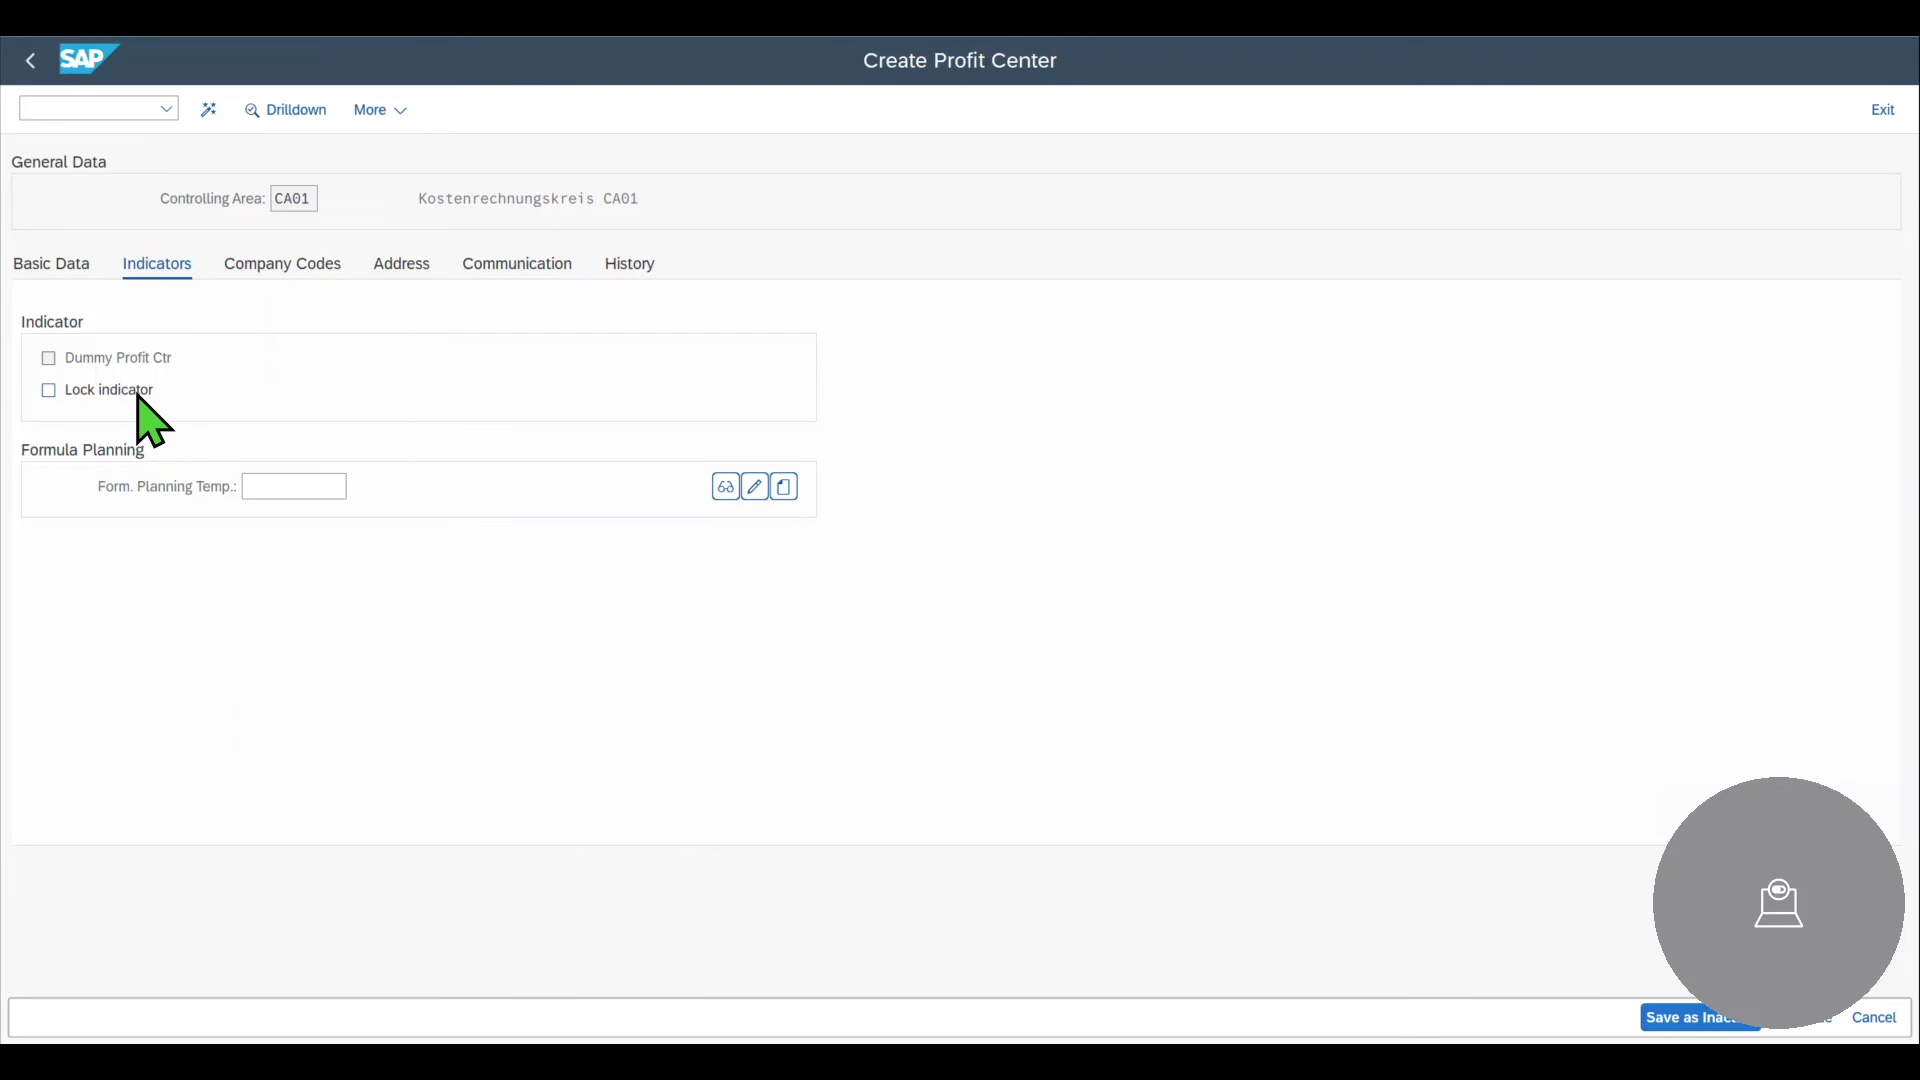 SAP
Create Profit Center
Drilldown
More
Exit
General Data
Controlling Area: CA01 Kostenrechnungskreis CA01
Basic Data Indicators Company Codes Address Communication History
Indicator
Dummy Profit Ctr
Lock indicator
Formula Planning
Form. Planning Temp.:
Save as
Cancel